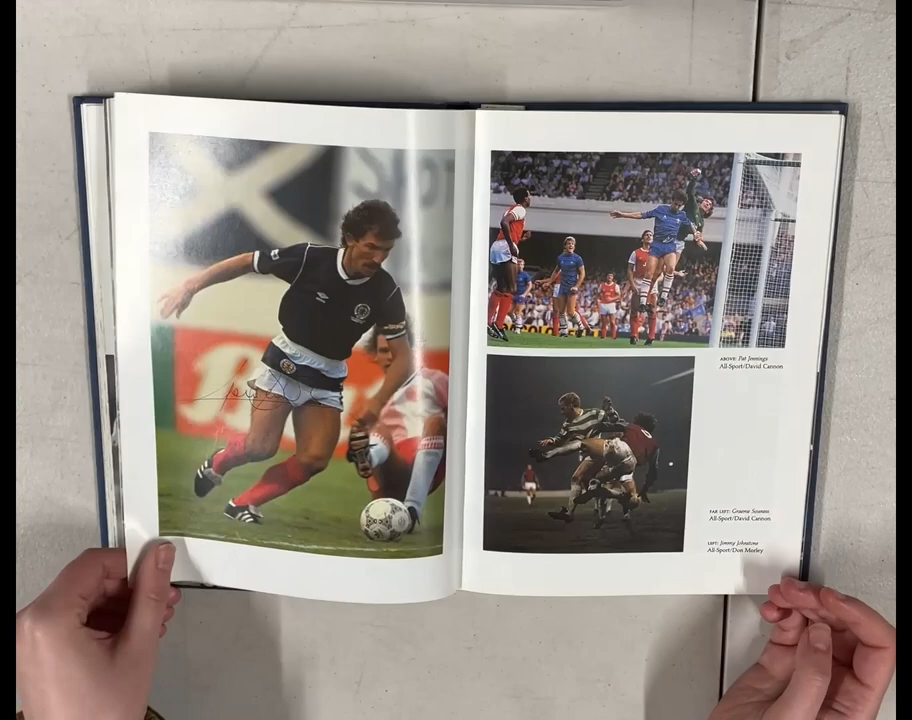 ABOVE: Pat Jennings
All-Sport/David Cannon
FAR LEFT: Graeme Souness
All-Sport/David Cannon
LEFT: Jimmy Johnstone
All-Sport/Don Morley